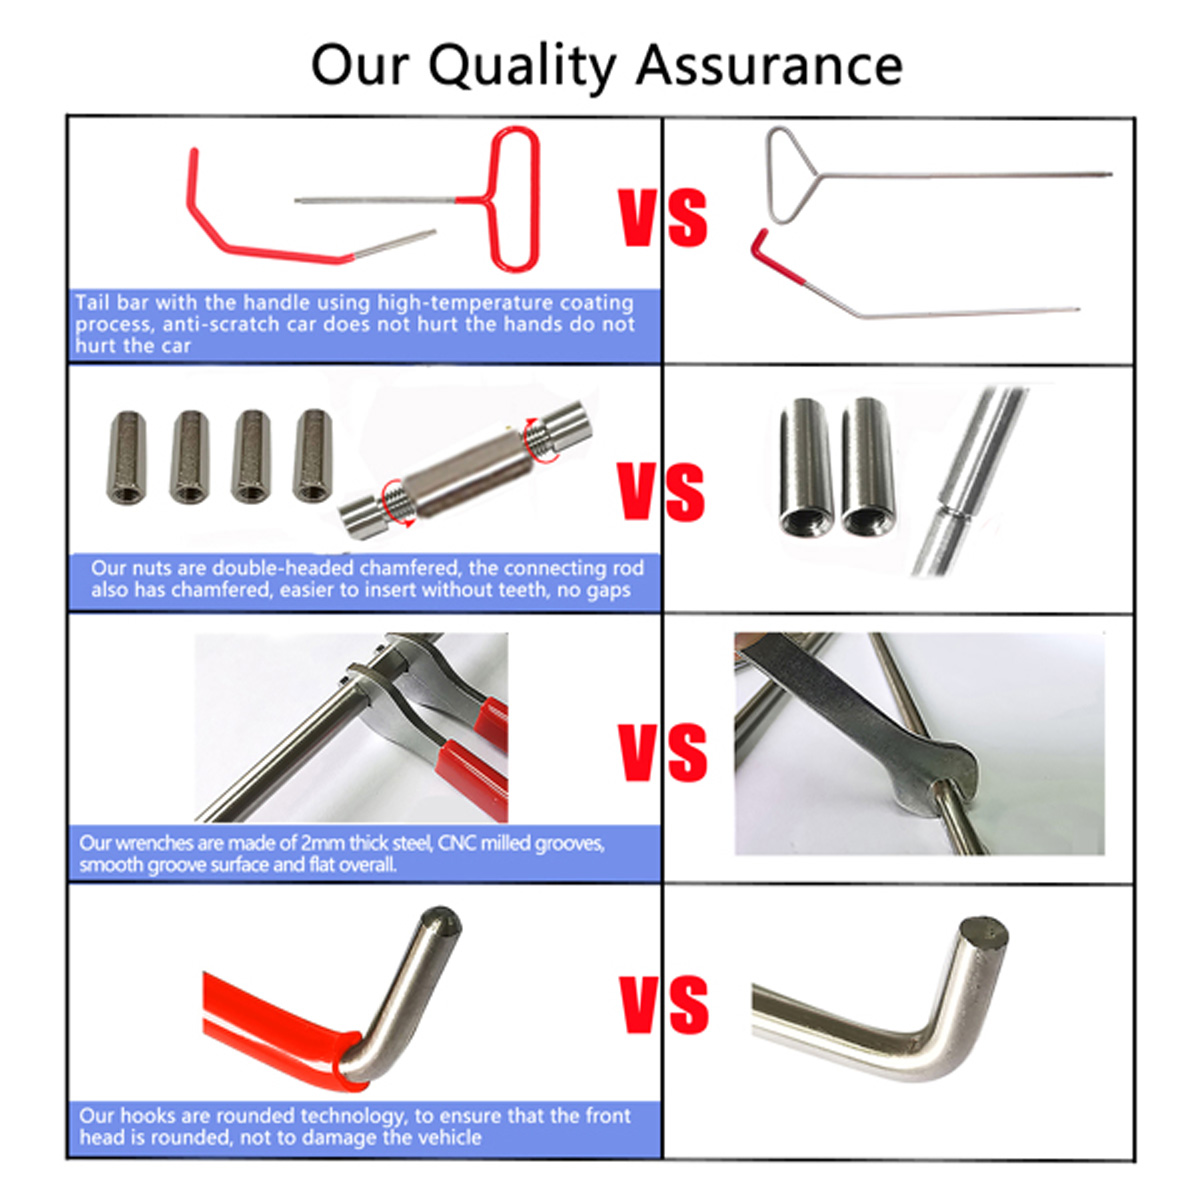 Our Quality Assurance
VS
Tail bar with the handle using high-temperature coating
process, anti-scratch car does not hurt the hands do not
hurt the car
VS
Our nuts are double-headed chamfered, the connecting rod
also has chamfered, easier to insert without teeth, no gaps
VS
Our wrenches are made of 2mm thick steel, CNC milled grooves,
smooth groove surface and flat overall.
VS
Our hooks are rounded technology, to ensure that the front
head is rounded, not to damage the vehicle